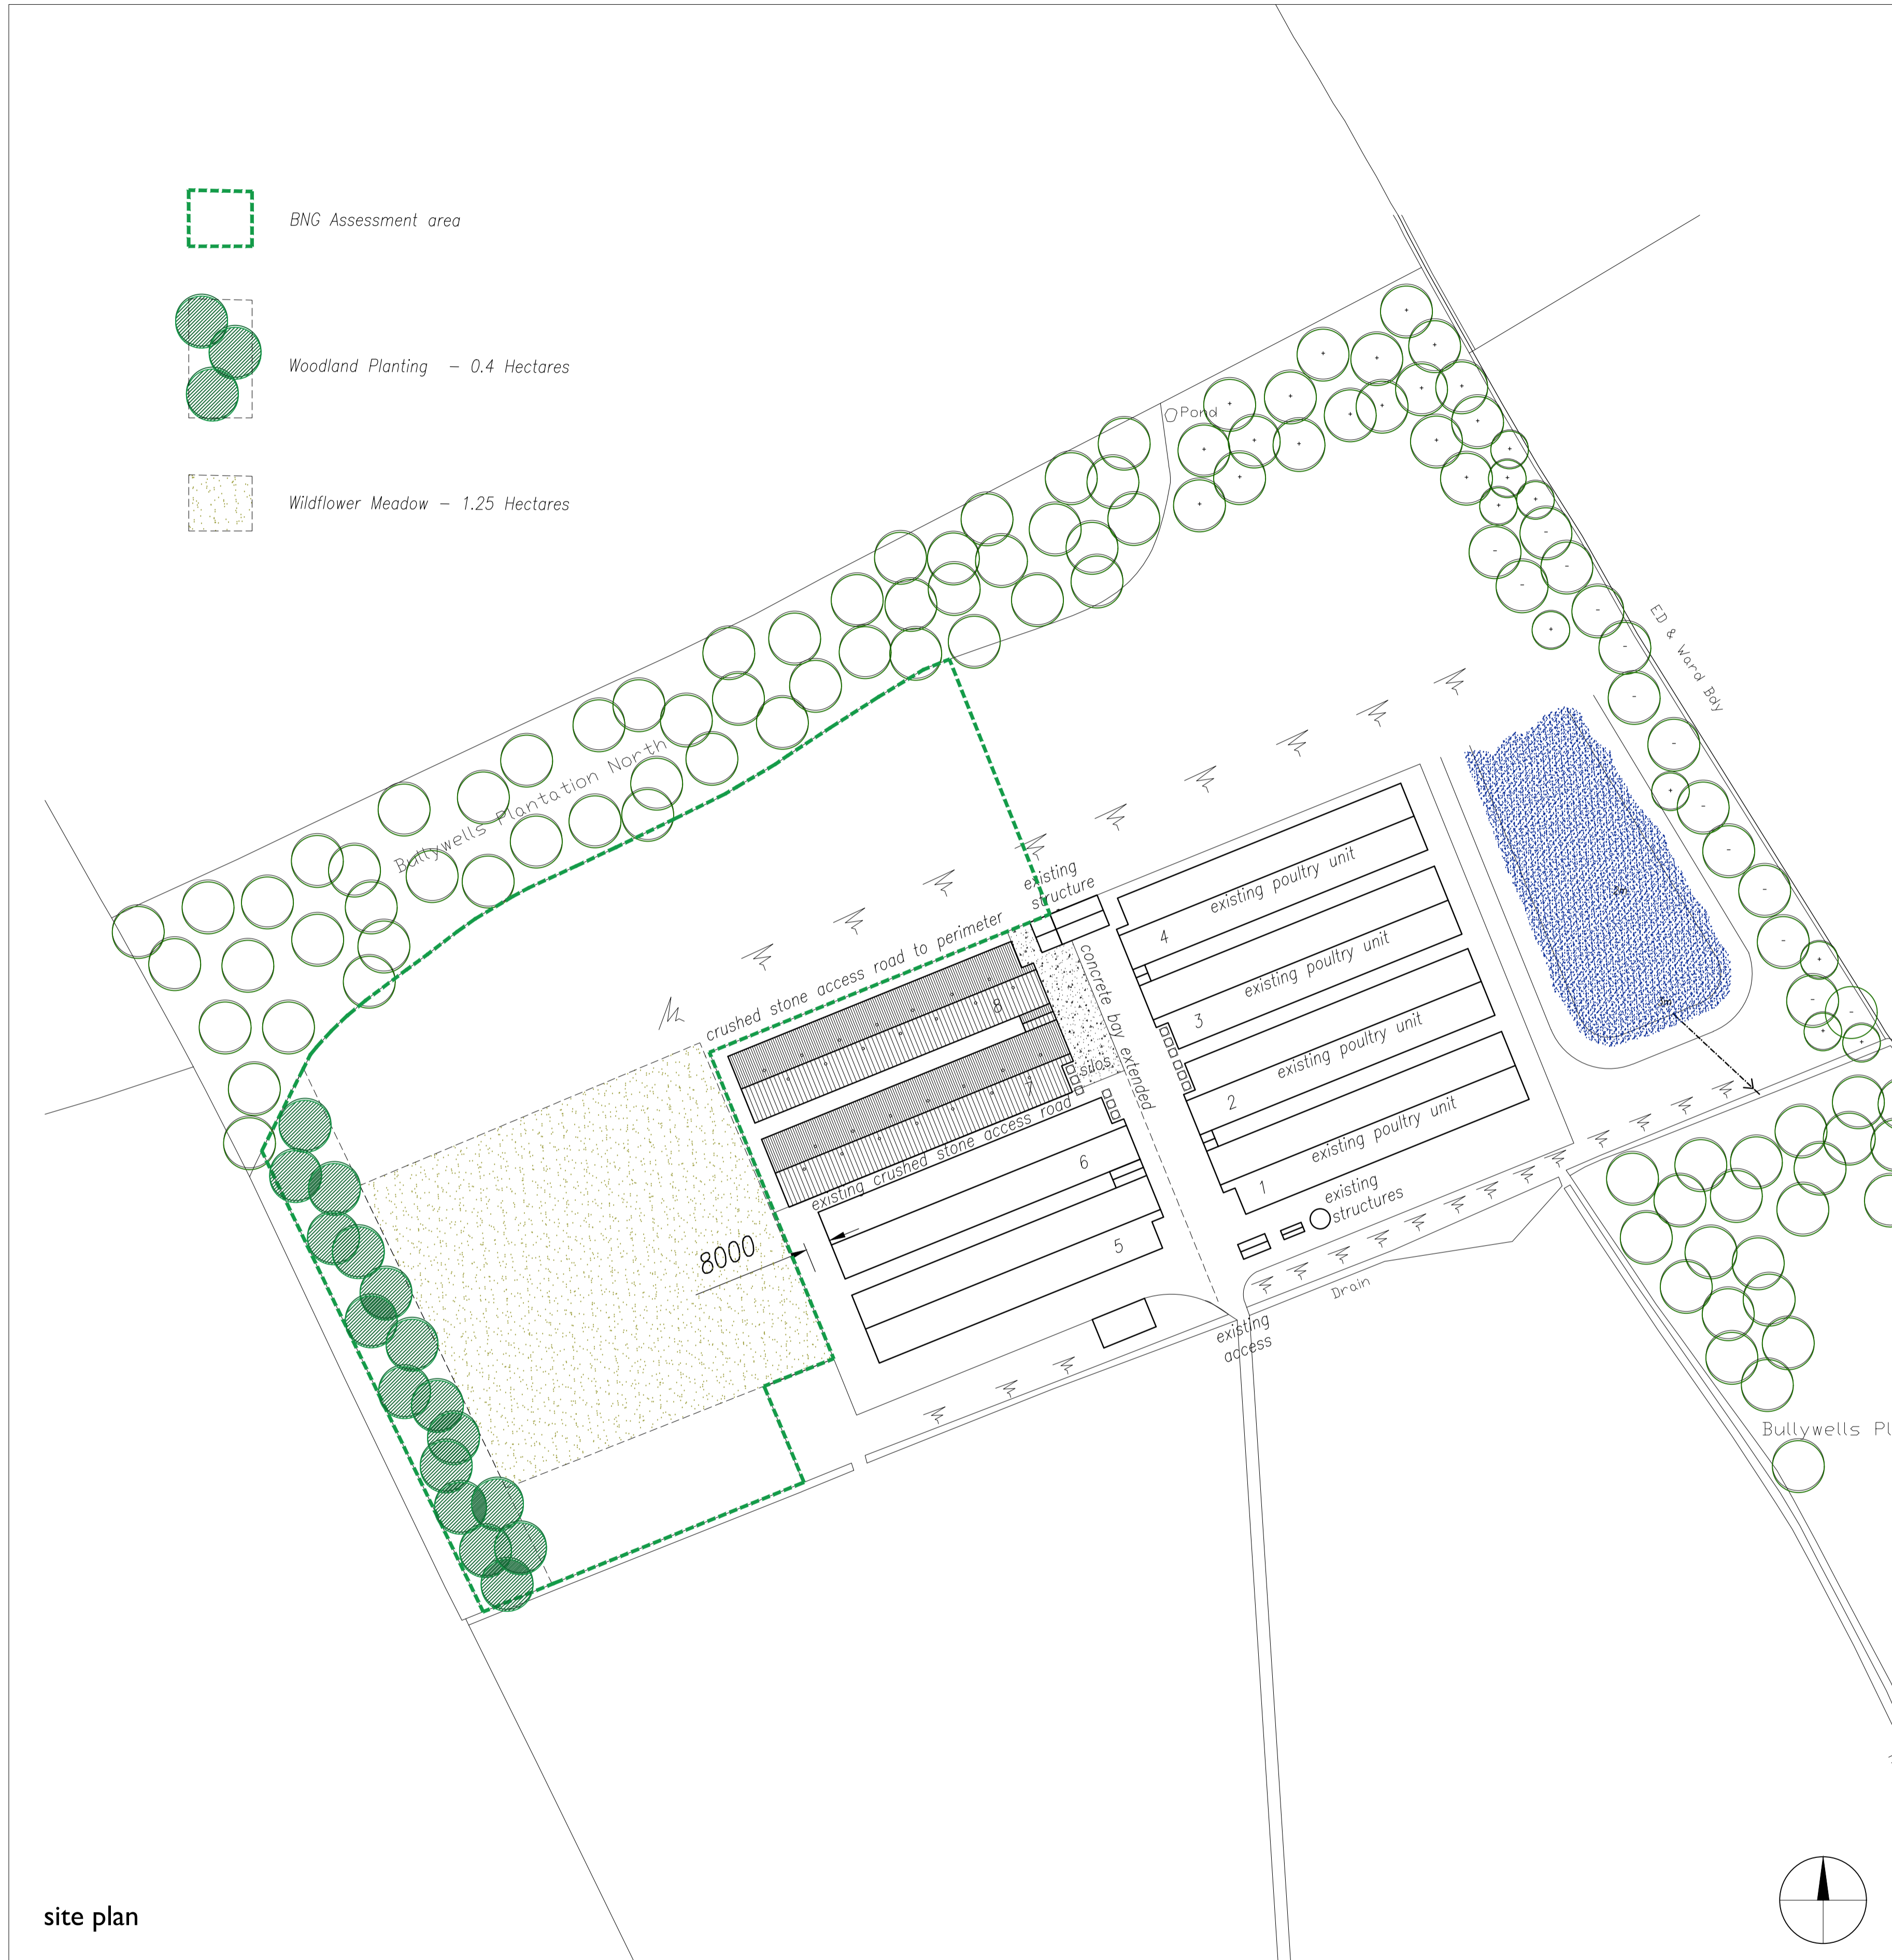 BNG Assessment area
Woodland Planting - 0.4 Hectares
Wildflower Meadow - 1.25 Hectares
Pond
ED & Ward Bdy
Bullywells Plantation North
existing
structure
crushed stone access road to perimeter
concrete bay extended
existing poultry unit
4
existing poultry unit
3
existing poultry unit
2
existing poultry unit
1
8
7
silos
existing crushed stone access road
6
5
8000
existing
structures
Drain
existing
access
Bullywells Pl
site plan